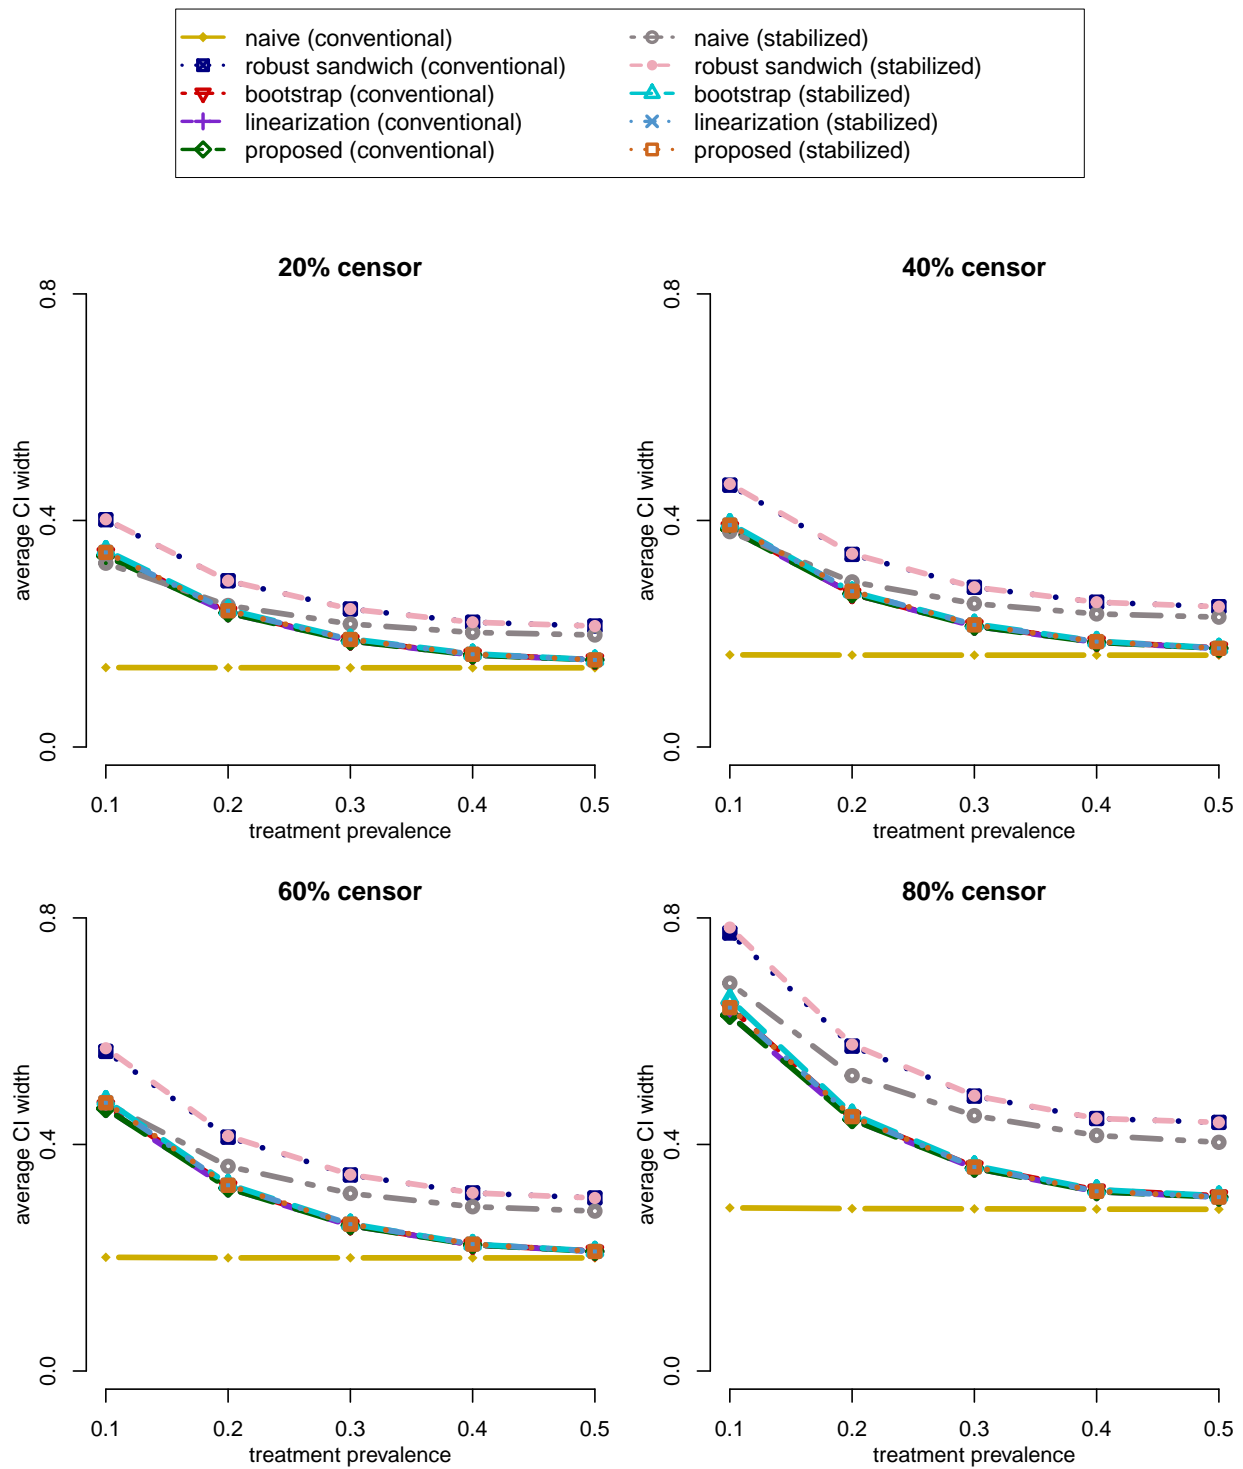 naive (conventional)
robust sandwich (conventional)
bootstrap (conventional)
linearization (conventional)
proposed (conventional)
naive (stabilized)
robust sandwich (stabilized)
bootstrap (stabilized)
linearization (stabilized)
proposed (stabilized)
20% censor
average CI width
0.8
0.4
0.0
0.1 0.2 0.3 0.4 0.5
treatment prevalence
40% censor
average CI width
0.8
0.4
0.0
0.1 0.2 0.3 0.4 0.5
treatment prevalence
60% censor
average CI width
0.8
0.4
0.0
0.1 0.2 0.3 0.4 0.5
treatment prevalence
80% censor
average CI width
0.8
0.4
0.0
0.1 0.2 0.3 0.4 0.5
treatment prevalence